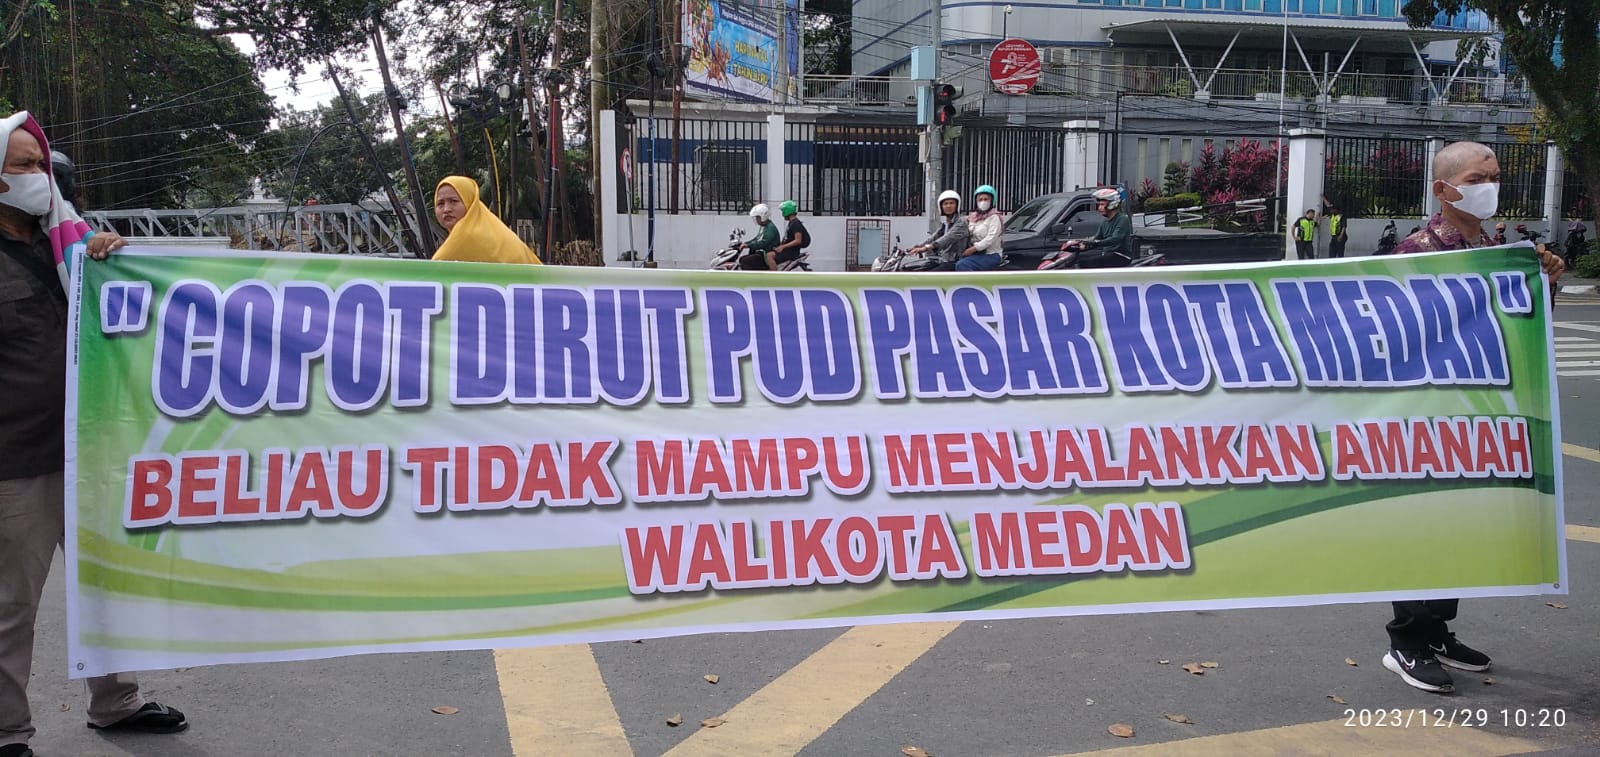 "COPOT DIRUT PUD PASAR KOTA MEDAN"
BELIAU TIDAK MAMPU MENJALANKAN AMANAH
WALIKOTA MEDAN
2023/12/29 10:20